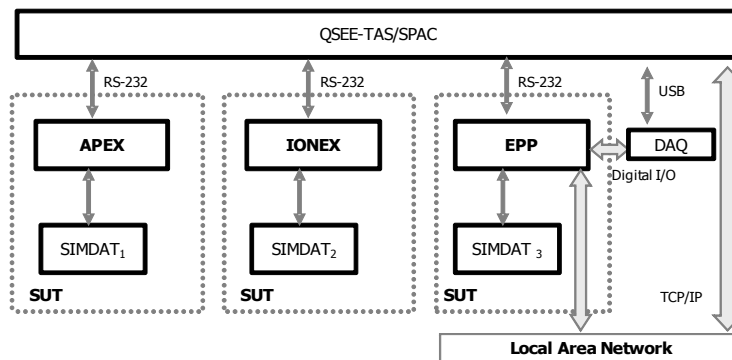 QSEE-TAS/SPAC
RS-232
RS-232
RS-232
USB
APEX
IONEX
EPP
DAQ
Digital I/O
SIMDAT1
SIMDAT2
SIMDAT 3
SUT
SUT
SUT
TCP/IP
Local Area Network